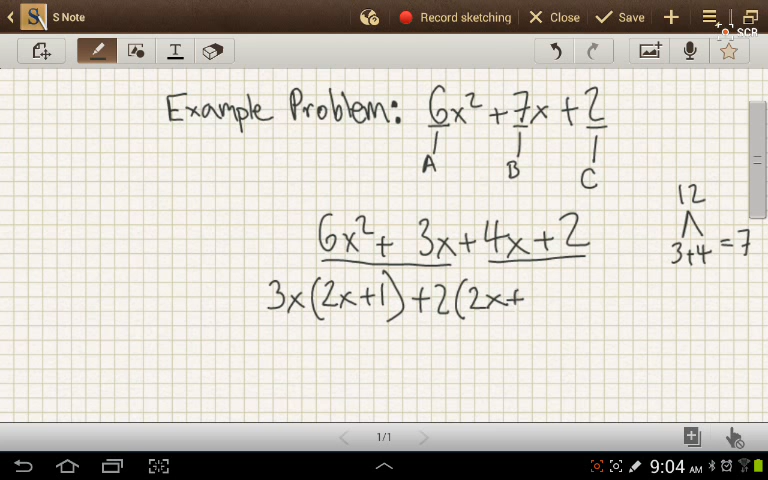 S Note
Record sketching
Close
Save
SCR
T
Example Problem: 6x² + 7x + 2
A B C
12
3+4 = 7
6x² + 3x + 4x + 2
3x(2x+1) + 2(2x+
1/1
9:04 AM